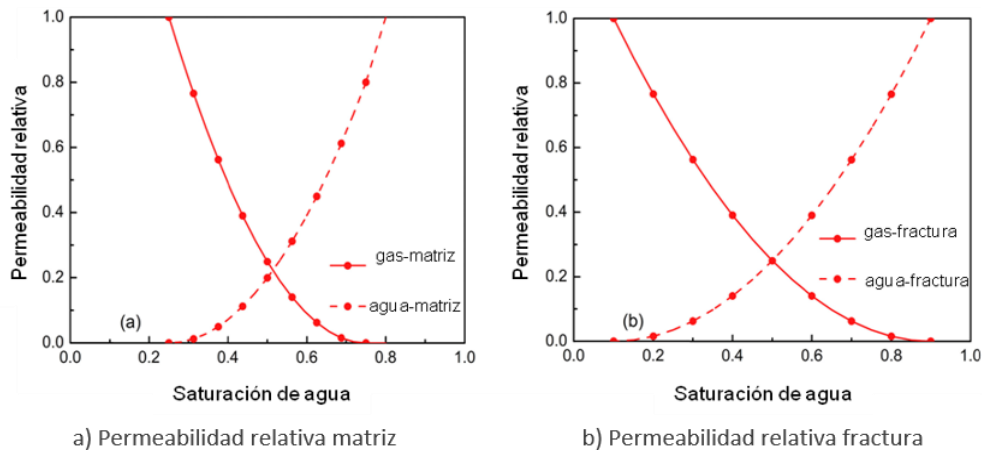 1.0
0.8
0.6
0.4
0.2
0.0
Permeabilidad relativa
gas-matriz
agua-matriz
(a)
0.0 0.2 0.4 0.6 0.8 1.0
Saturación de agua
a) Permeabilidad relativa matriz
1.0
0.8
0.6
0.4
0.2
0.0
Permeabilidad relativa
gas-fractura
agua-fractura
(b)
0.0 0.2 0.4 0.6 0.8 1.0
Saturación de agua
b) Permeabilidad relativa fractura